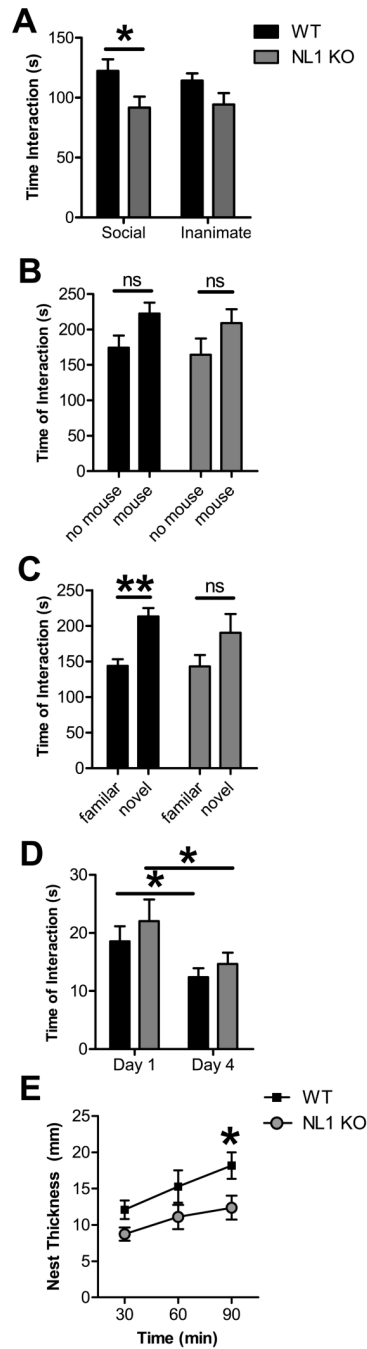 A
*
WT
NL1 KO
Time Interaction (s)
150
100
50
0
Social Inanimate
B
ns ns
Time of Interaction (s)
250
200
150
100
50
0
no mouse mouse no mouse mouse
C
** ns
Time of Interaction (s)
250
200
150
100
50
0
familar novel familar novel
D
*
*
Time of Interaction (s)
30
20
10
0
Day 1 Day 4
E
WT
NL1 KO
*
Nest Thickness (mm)
25
20
15
10
5
0
30 60 90
Time (min)